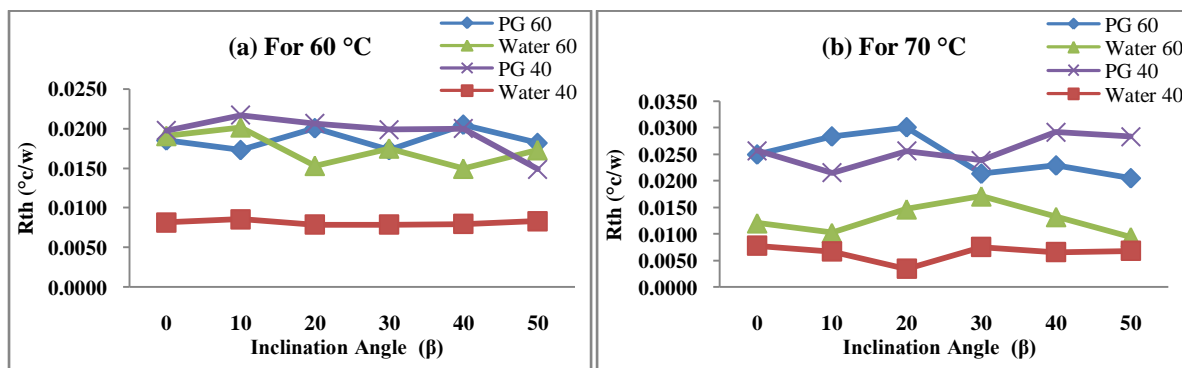 (a) For 60 °C
PG 60
Water 60
PG 40
Water 40
Rth (°c/w)
0.0250
0.0200
0.0150
0.0100
0.0050
0.0000
0 10 20 30 40 50
Inclination Angle (β)
(b) For 70 °C
PG 60
Water 60
PG 40
Water 40
Rth (°c/w)
0.0350
0.0300
0.0250
0.0200
0.0150
0.0100
0.0050
0.0000
0 10 20 30 40 50
Inclination Angle (β)